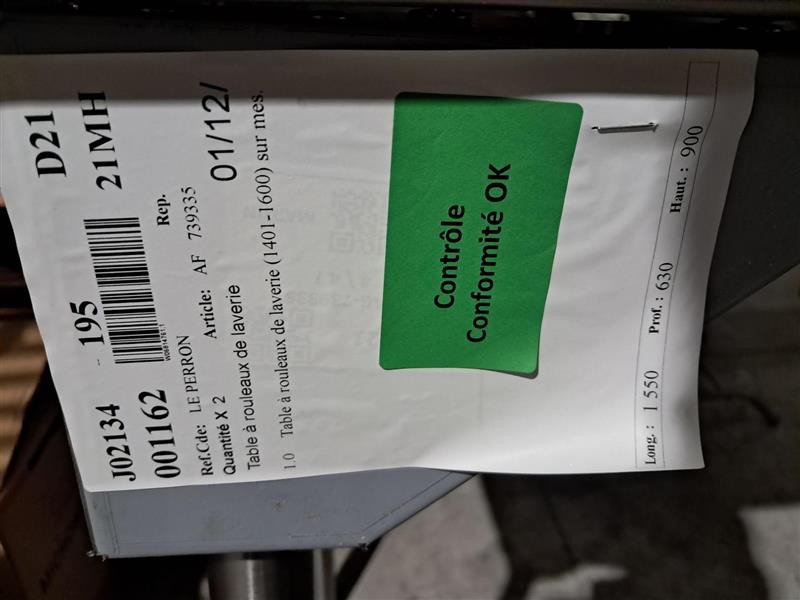 J02134 - 195 D21
001162 21MH
W008147611
Rep.
Ref.Cde: LE PERRON
Article: AF 739335
Quantité X 2
01/12/
Table à rouleaux de laverie
1.0 Table à rouleaux de laverie (1401-1600) sur mes.
Contrôle
Conformité OK
Long. : 1 550 Prof. : 630 Haut. : 900